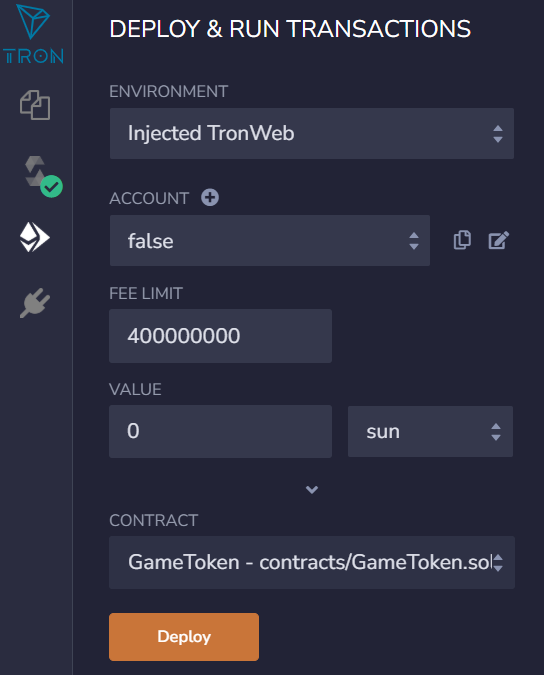 TRON
DEPLOY & RUN TRANSACTIONS
ENVIRONMENT
Injected TronWeb
ACCOUNT
false
FEE LIMIT
400000000
VALUE
0
sun
CONTRACT
GameToken - contracts/GameToken.sol
Deploy